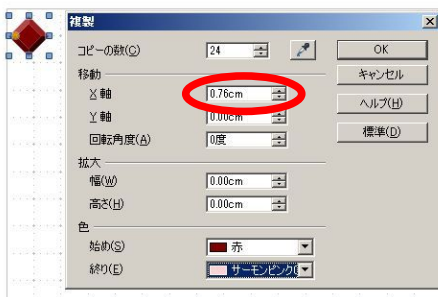 複製
コピーの数(C) 24 OK
移動 キャンセル
X 軸 0.76cm ヘルプ(H)
Y 軸 0.00cm
回転角度(A) 0度 標準(D)
拡大
幅(W) 0.00cm
高さ(H) 0.00cm
色
始め(S) 赤
終り(E) サーモンピンク(